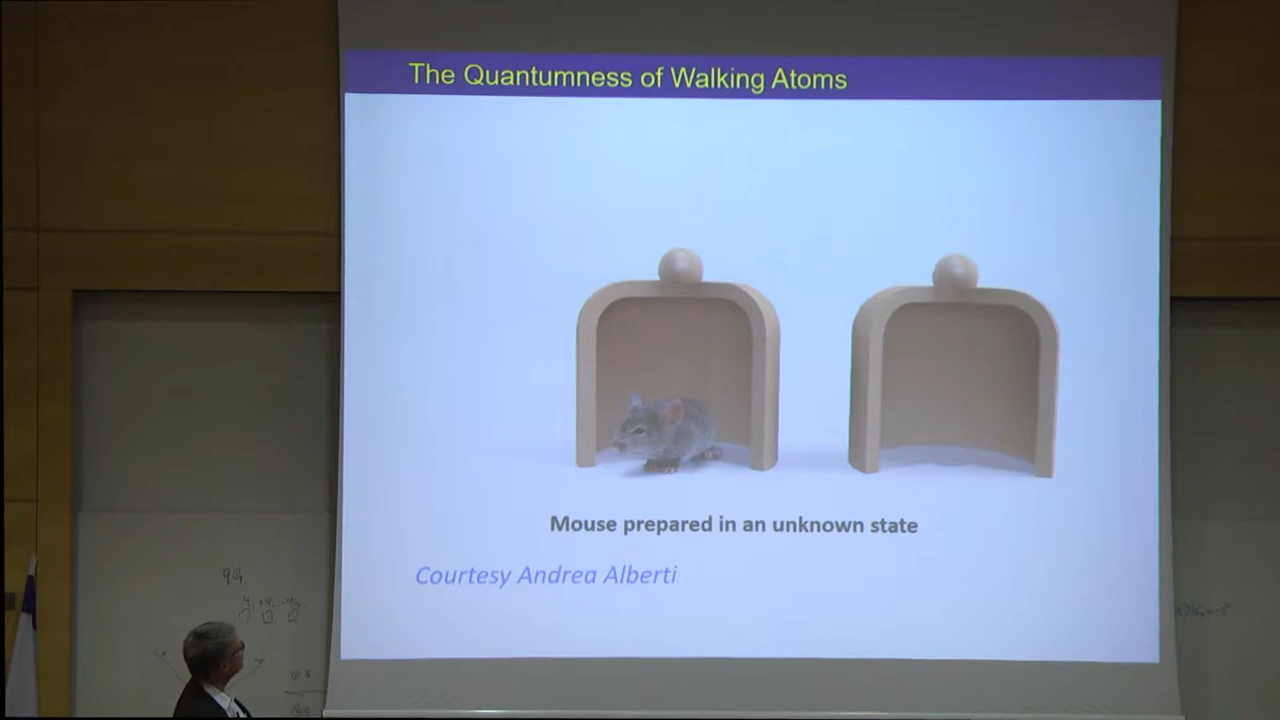 The Quantumness of Walking Atoms
Mouse prepared in an unknown state
Courtesy Andrea Alberti